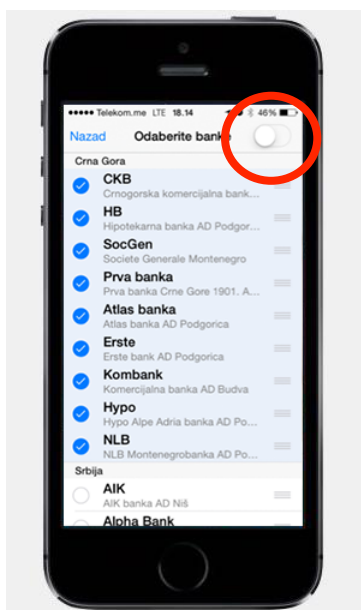 Telekom.me LTE 18.14 46%
Nazad Odaberite banke
Crna Gora
CKB
Crnogorska komercijalna bank...
HB
Hipotekarna banka AD Podgor...
SocGen
Societe Generale Montenegro
Prva banka
Prva banka Crne Gore 1901. A...
Atlas banka
Atlas banka AD Podgorica
Erste
Erste bank AD Podgorica
Kombank
Komercijalna banka AD Budva
Hypo
Hypo Alpe Adria banka AD Po...
NLB
NLB Montenegrobanka AD Po...
Srbija
AIK
AIK banka AD Niš
Alpha Bank